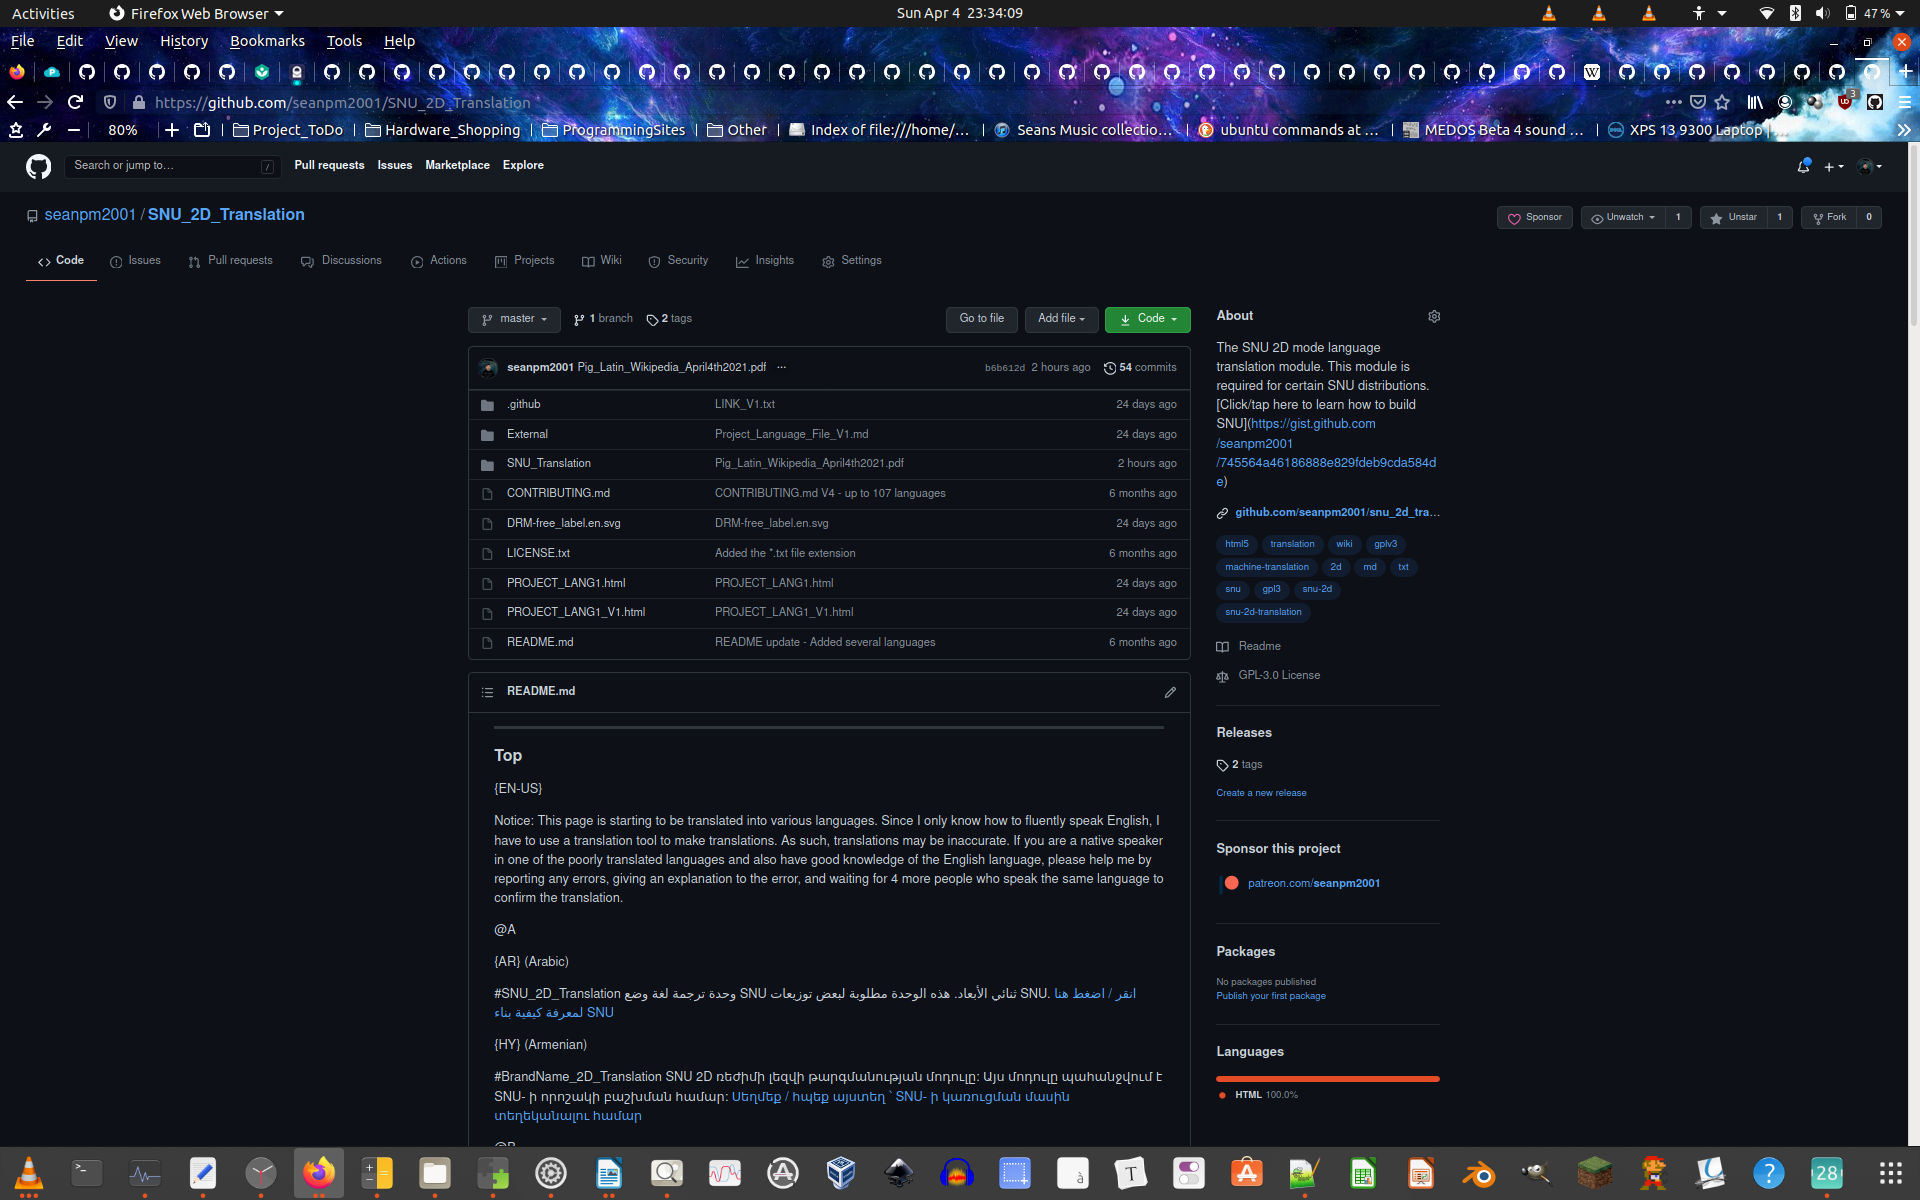 Activities
Firefox Web Browser
Sun Apr 4 23:34:09
47 %
File Edit View History Bookmarks Tools Help
https://github.com/seanpm2001/SNU_2D_Translation
3
80%
Project_ToDo
Hardware_Shopping
ProgrammingSites
Other
Index of file:///home/…
Seans Music collectio…
ubuntu commands at …
MEDOS Beta 4 sound …
XPS 13 9300 Laptop |…
Search or jump to…
/
Pull requests Issues Marketplace Explore
seanpm2001 / SNU_2D_Translation
Sponsor
Unwatch 1
Unstar 1
Fork 0
Code
Issues
Pull requests
Discussions
Actions
Projects
Wiki
Security
Insights
Settings
master
1 branch
2 tags
Go to file
Add file
Code
seanpm2001 Pig_Latin_Wikipedia_April4th2021.pdf ...
b6b612d 2 hours ago 54 commits
.github LINK_V1.txt 24 days ago
External Project_Language_File_V1.md 24 days ago
SNU_Translation Pig_Latin_Wikipedia_April4th2021.pdf 2 hours ago
CONTRIBUTING.md CONTRIBUTING.md V4 - up to 107 languages 6 months ago
DRM-free_label.en.svg DRM-free_label.en.svg 24 days ago
LICENSE.txt Added the *.txt file extension 6 months ago
PROJECT_LANG1.html PROJECT_LANG1.html 24 days ago
PROJECT_LANG1_V1.html PROJECT_LANG1_V1.html 24 days ago
README.md README update - Added several languages 6 months ago
README.md
Top
{EN-US}
Notice: This page is starting to be translated into various languages. Since I only know how to fluently speak English, I
have to use a translation tool to make translations. As such, translations may be inaccurate. If you are a native speaker
in one of the poorly translated languages and also have good knowledge of the English language, please help me by
reporting any errors, giving an explanation to the error, and waiting for 4 more people who speak the same language to
confirm the translation.
@A
{AR} (Arabic)
#SNU_2D_Translation وحدة ترجمة لغة وضع SNU ثنائي الأبعاد. هذه الوحدة مطلوبة لبعض توزيعات SNU. انقر / اضغط هنا
لمعرفة كيفية بناء SNU
{HY} (Armenian)
#BrandName_2D_Translation SNU 2D ռեժիմի լեզվի թարգմանության մոդուլը: Այս մոդուլը պահանջվում է
SNU- ի որոշակի բաշխման համար: Սեղմեք / հպեք այստեղ ՝ SNU- ի կառուցման մասին
տեղեկանալու համար
@B
About
The SNU 2D mode language
translation module. This module is
required for certain SNU distributions.
[Click/tap here to learn how to build
SNU](https://gist.github.com
/seanpm2001
/745564a46186888e829fdeb9cda584d
e)
github.com/seanpm2001/snu_2d_tra…
html5 translation wiki gplv3
machine-translation 2d md txt
snu gpl3 snu-2d
snu-2d-translation
Readme
GPL-3.0 License
Releases
2 tags
Create a new release
Sponsor this project
patreon.com/seanpm2001
Packages
No packages published
Publish your first package
Languages
HTML 100.0%
28